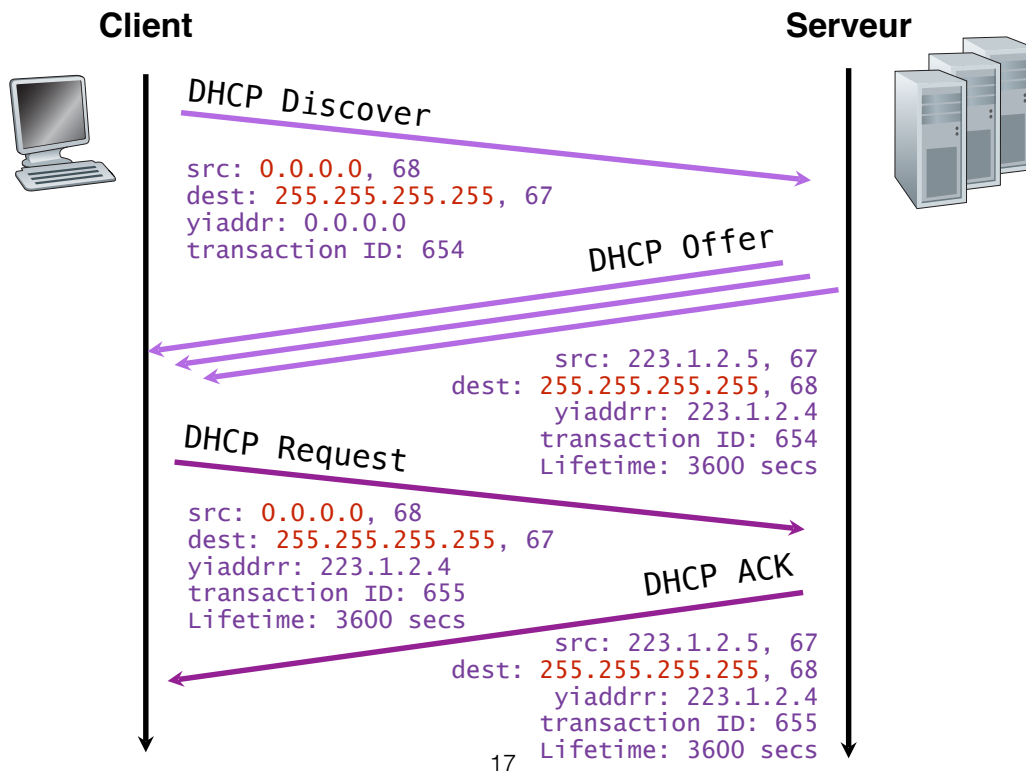 Client
Serveur
DHCP Discover
src: 0.0.0.0, 68
dest: 255.255.255.255, 67
yiaddr: 0.0.0.0
transaction ID: 654
DHCP Offer
src: 223.1.2.5, 67
dest: 255.255.255.255, 68
yiaddrr: 223.1.2.4
transaction ID: 654
Lifetime: 3600 secs
DHCP Request
src: 0.0.0.0, 68
dest: 255.255.255.255, 67
yiaddrr: 223.1.2.4
transaction ID: 655
Lifetime: 3600 secs
DHCP ACK
src: 223.1.2.5, 67
dest: 255.255.255.255, 68
yiaddrr: 223.1.2.4
transaction ID: 655
Lifetime: 3600 secs
17